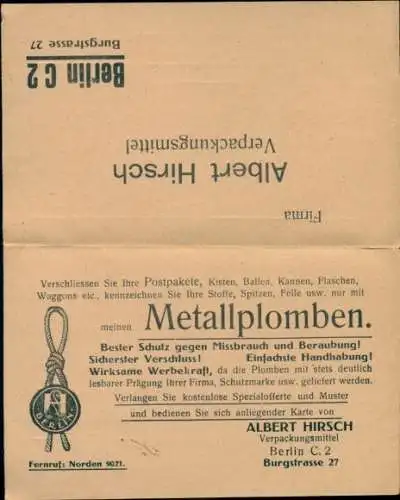 Firma
Albert Hirsch
Verpackungsmittel
Berlin C 2
Burgstrasse 27
Verschliessen Sie Ihre Postpakete, Kisten, Ballen, Kannen, Flaschen,
Waggons etc., kennzeichnen Sie Ihre Stoffe, Spitzen, Felle usw. nur mit
meinen Metallplomben.
Bester Schutz gegen Missbrauch und Beraubung!
Sicherster Verschluss! Einfachste Handhabung!
Wirksame Werbekraft, da die Plomben mit stets deutlich
lesbarer Prägung Ihrer Firma, Schutzmarke usw. geliefert werden.
Verlangen Sie kostenlose Spezialofferte und Muster
und bedienen Sie sich anliegender Karte von
ALBERT HIRSCH
Verpackungsmittel
Berlin C. 2
Burgstrasse 27
BERLIN
Fernruf: Norden 9071.